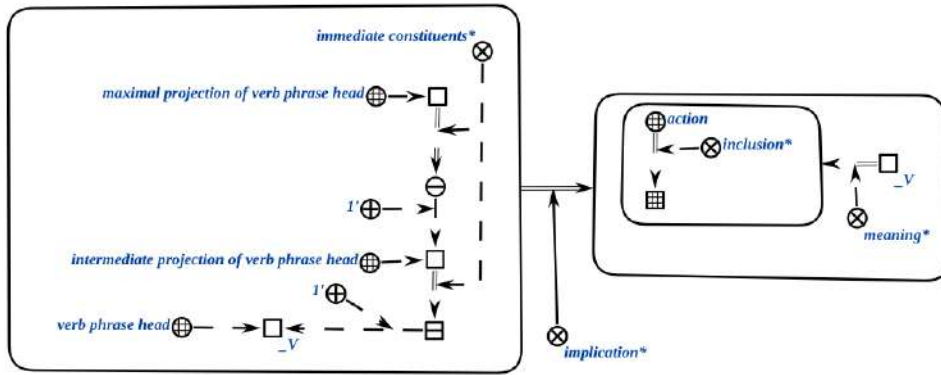 immediate constituents*
maximal projection of verb phrase head
1'
intermediate projection of verb phrase head
1'
verb phrase head
_V
implication*
action
inclusion*
_V
meaning*